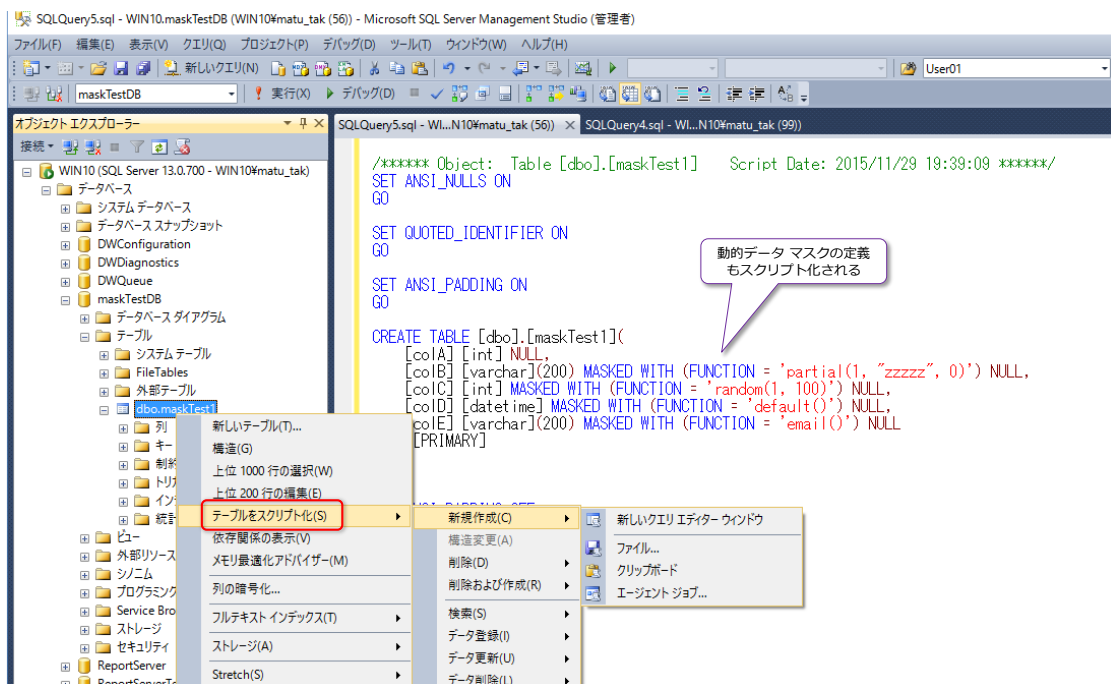 SQLQuery5.sql - WIN10.maskTestDB (WIN10¥matu_tak (56)) - Microsoft SQL Server Management Studio (管理者)
ファイル(F) 編集(E) 表示(V) クエリ(Q) プロジェクト(P) デバッグ(D) ツール(T) ウィンドウ(W) ヘルプ(H)
新しいクエリ(N) User01
maskTestDB 実行(X) デバッグ(D)
オブジェクト エクスプローラー
接続
WIN10 (SQL Server 13.0.700 - WIN10¥matu_tak)
データベース
システム データベース
データベース スナップショット
DWConfiguration
DWDiagnostics
DWQueue
maskTestDB
データベース ダイアグラム
テーブル
システム テーブル
FileTables
外部テーブル
dbo.maskTest1
列
キー
制約
トリガ
イン
統計
ビュー
外部リソース
シノニム
プログラミング
Service Bro
ストレージ
セキュリティ
ReportServer
ReportServerTe
SQLQuery5.sql - WI...N10¥matu_tak (56)) SQLQuery4.sql - WI...N10¥matu_tak (99))
/****** Object: Table [dbo].[maskTest1] Script Date: 2015/11/29 19:39:09 ******/
SET ANSI_NULLS ON
GO
SET QUOTED_IDENTIFIER ON
GO
SET ANSI_PADDING ON
GO
CREATE TABLE [dbo].[maskTest1](
[colA] [int] NULL,
[colB] [varchar](200) MASKED WITH (FUNCTION = 'partial(1, "zzzzz", 0)') NULL,
[colC] [int] MASKED WITH (FUNCTION = 'random(1, 100)') NULL,
[colD] [datetime] MASKED WITH (FUNCTION = 'default()') NULL,
[colE] [varchar](200) MASKED WITH (FUNCTION = 'email()') NULL
[PRIMARY]
動的データ マスクの定義
もスクリプト化される
新しいテーブル(T)...
構造(G)
上位 1000 行の選択(W)
上位 200 行の編集(E)
テーブルをスクリプト化(S)
依存関係の表示(V)
メモリ最適化アドバイザー(M)
列の暗号化...
フルテキスト インデックス(T)
ストレージ(A)
Stretch(S)
新規作成(C)
構造変更(A)
削除(D)
削除および作成(R)
検索(S)
データ登録(I)
データ更新(U)
データ削除(L)
新しいクエリ エディター ウィンドウ
ファイル...
クリップボード
エージェント ジョブ...